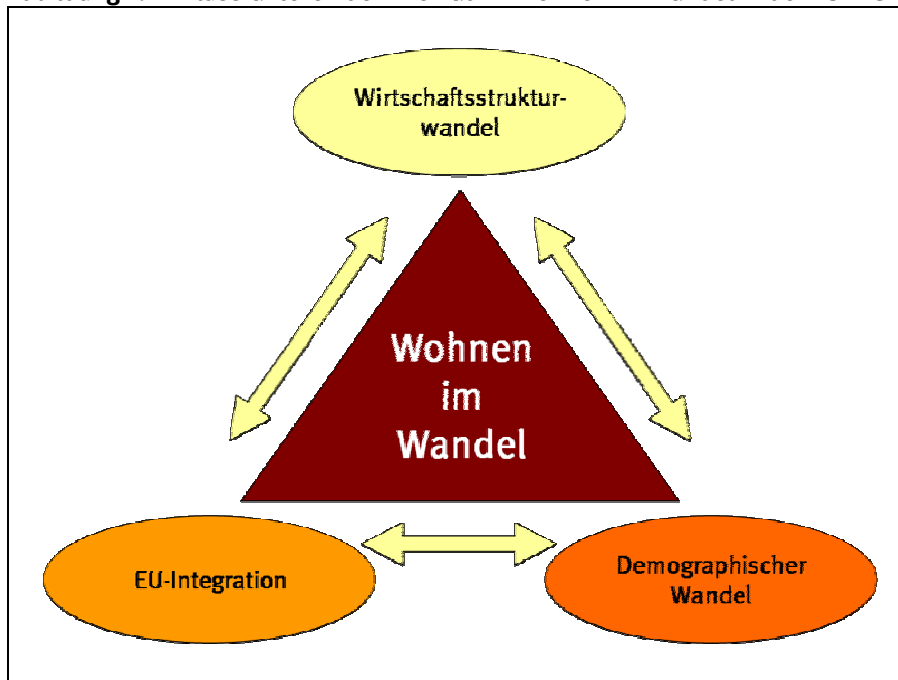 Wirtschaftsstruktur-
wandel
Wohnen
im
Wandel
EU-Integration
Demographischer
Wandel